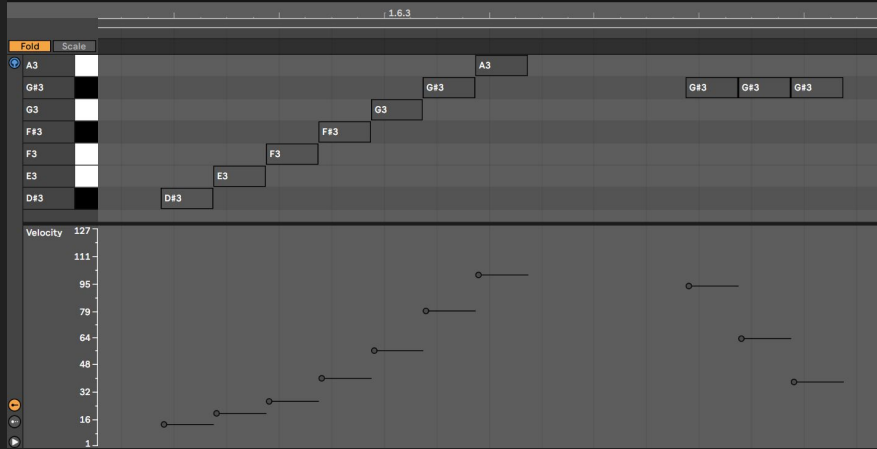 1.6.3
Fold Scale
A3 A3
G#3 G#3 G#3 G#3 G#3
G3 G3
F#3 F#3
F3 F3
E3 E3
D#3 D#3
Velocity 127
111
95
79
64
48
32
16
1